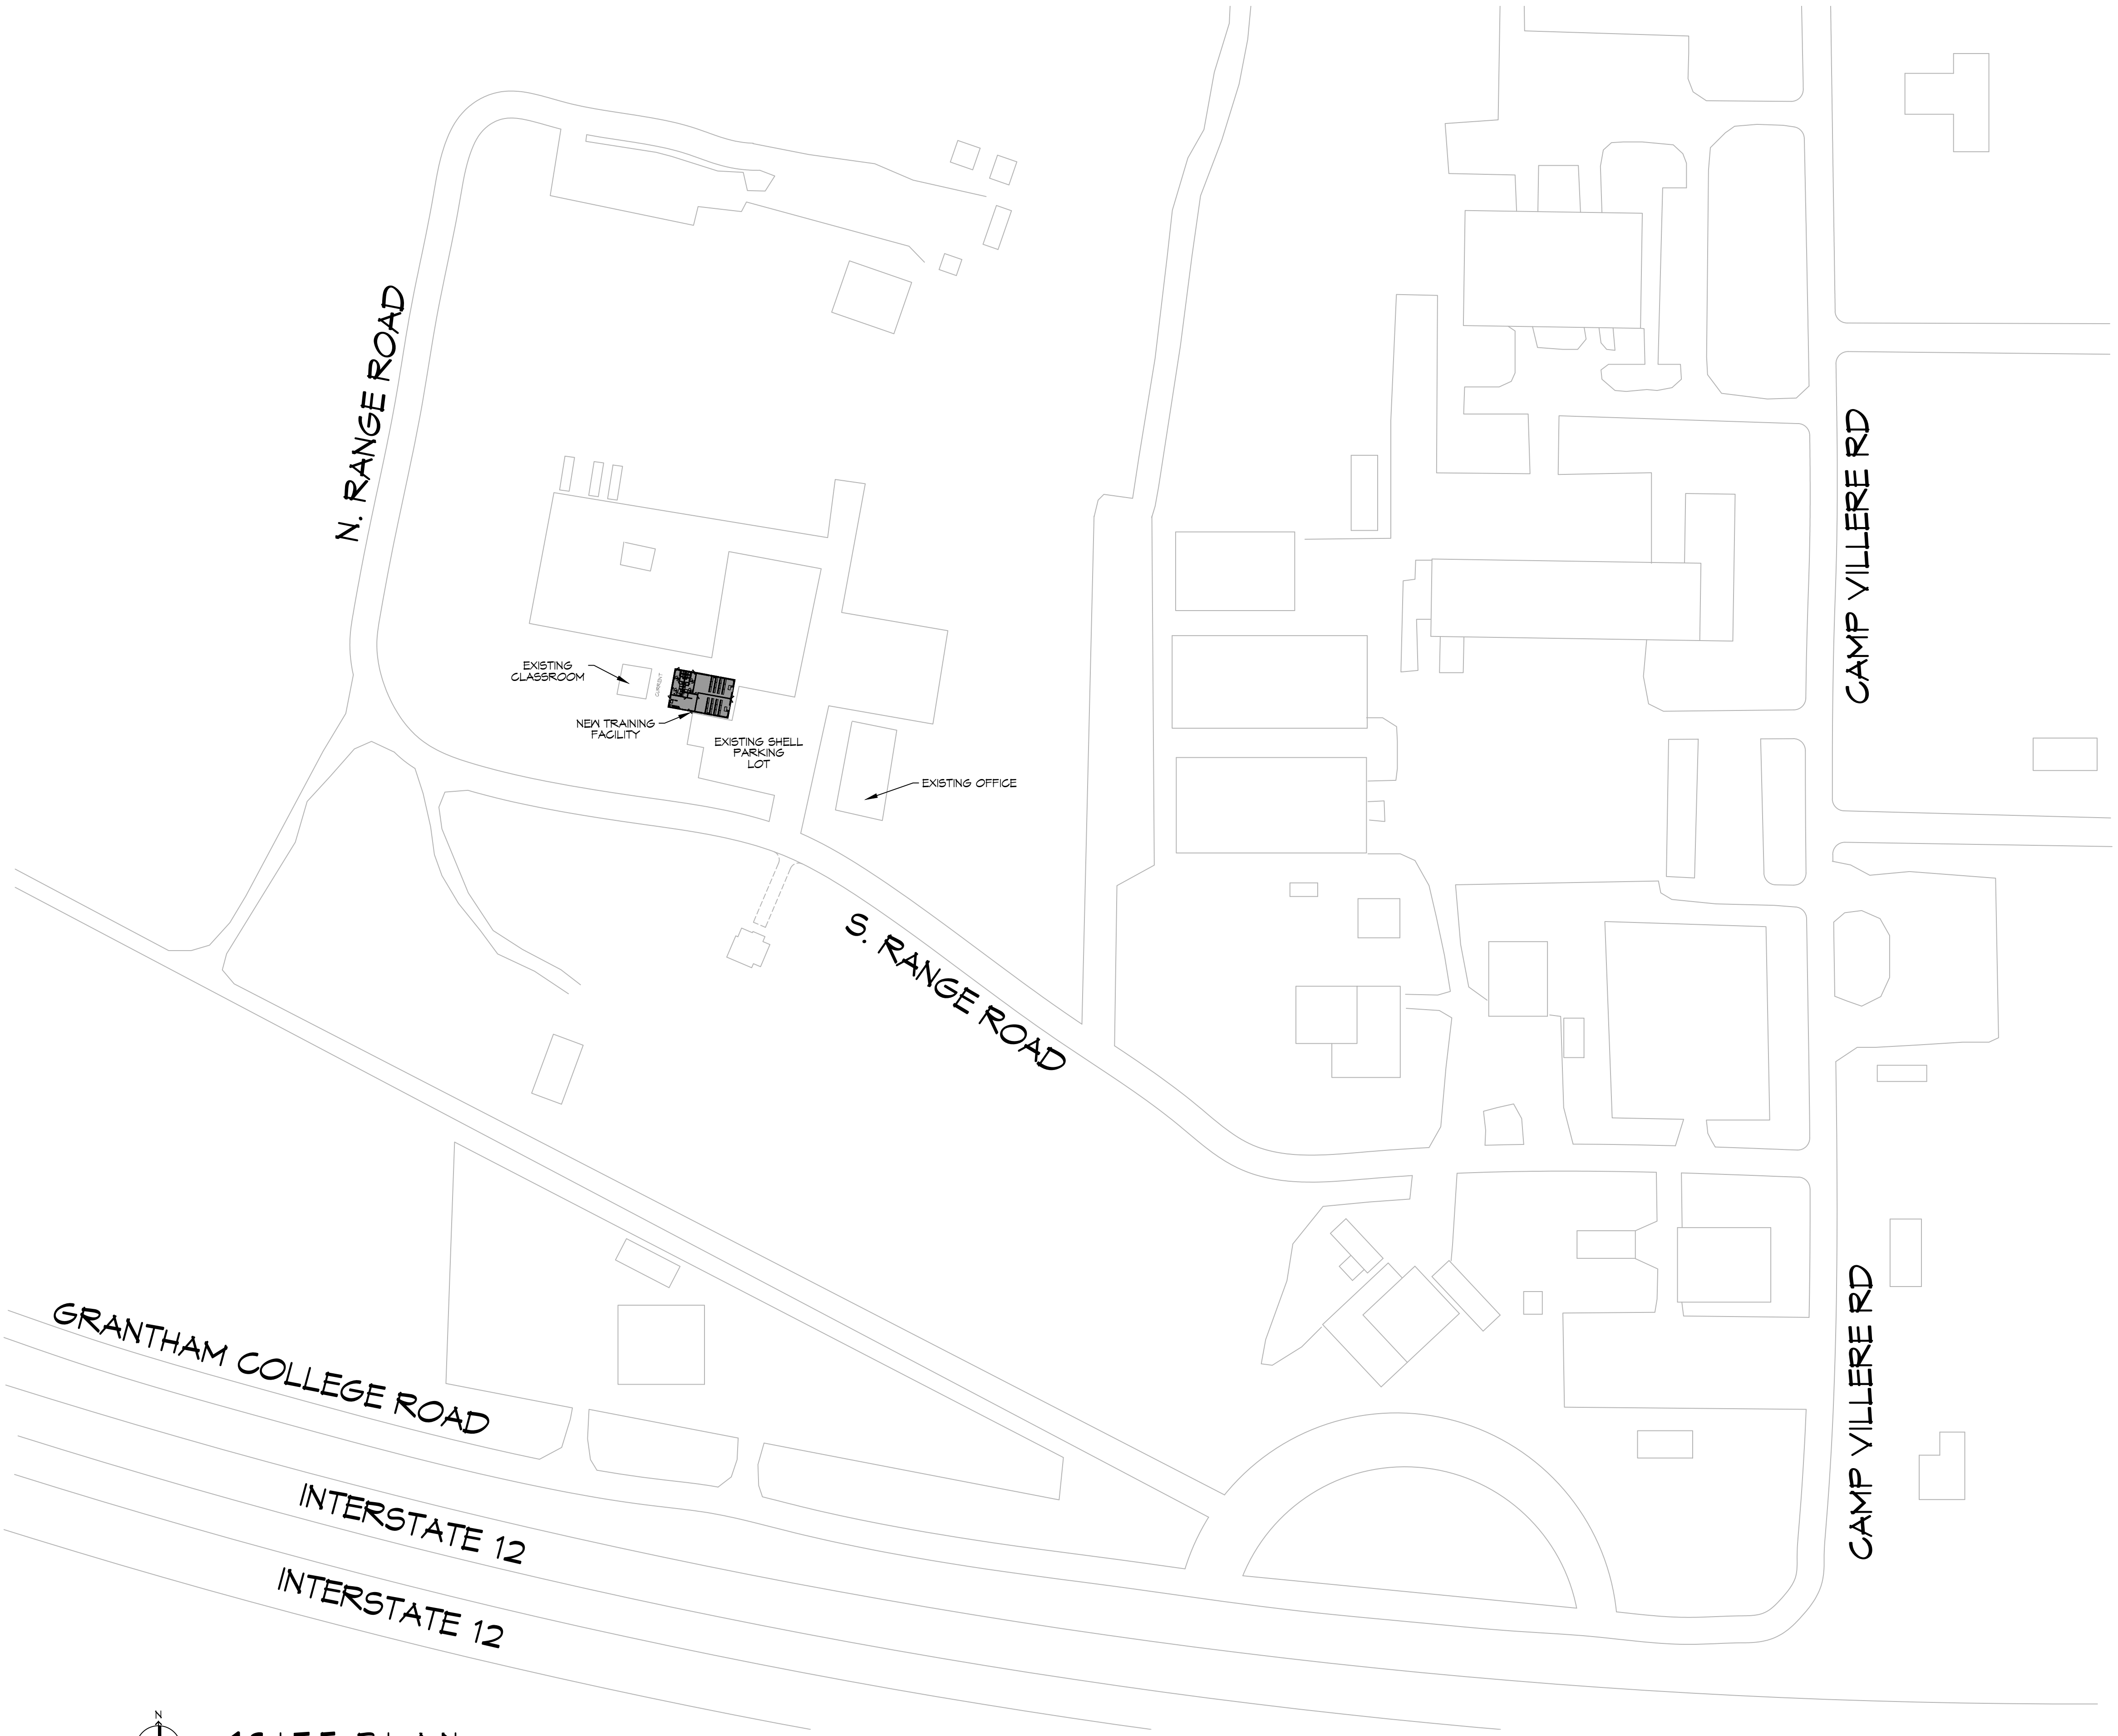 N. RANGE ROAD
CAMP VILLERE RD
EXISTING
CLASSROOM
CURRENT
NEW TRAINING
FACILITY
EXISTING SHELL
PARKING
LOT
EXISTING OFFICE
S. RANGE ROAD
CAMP VILLERE RD
GRANTHAM COLLEGE ROAD
INTERSTATE 12
INTERSTATE 12
N